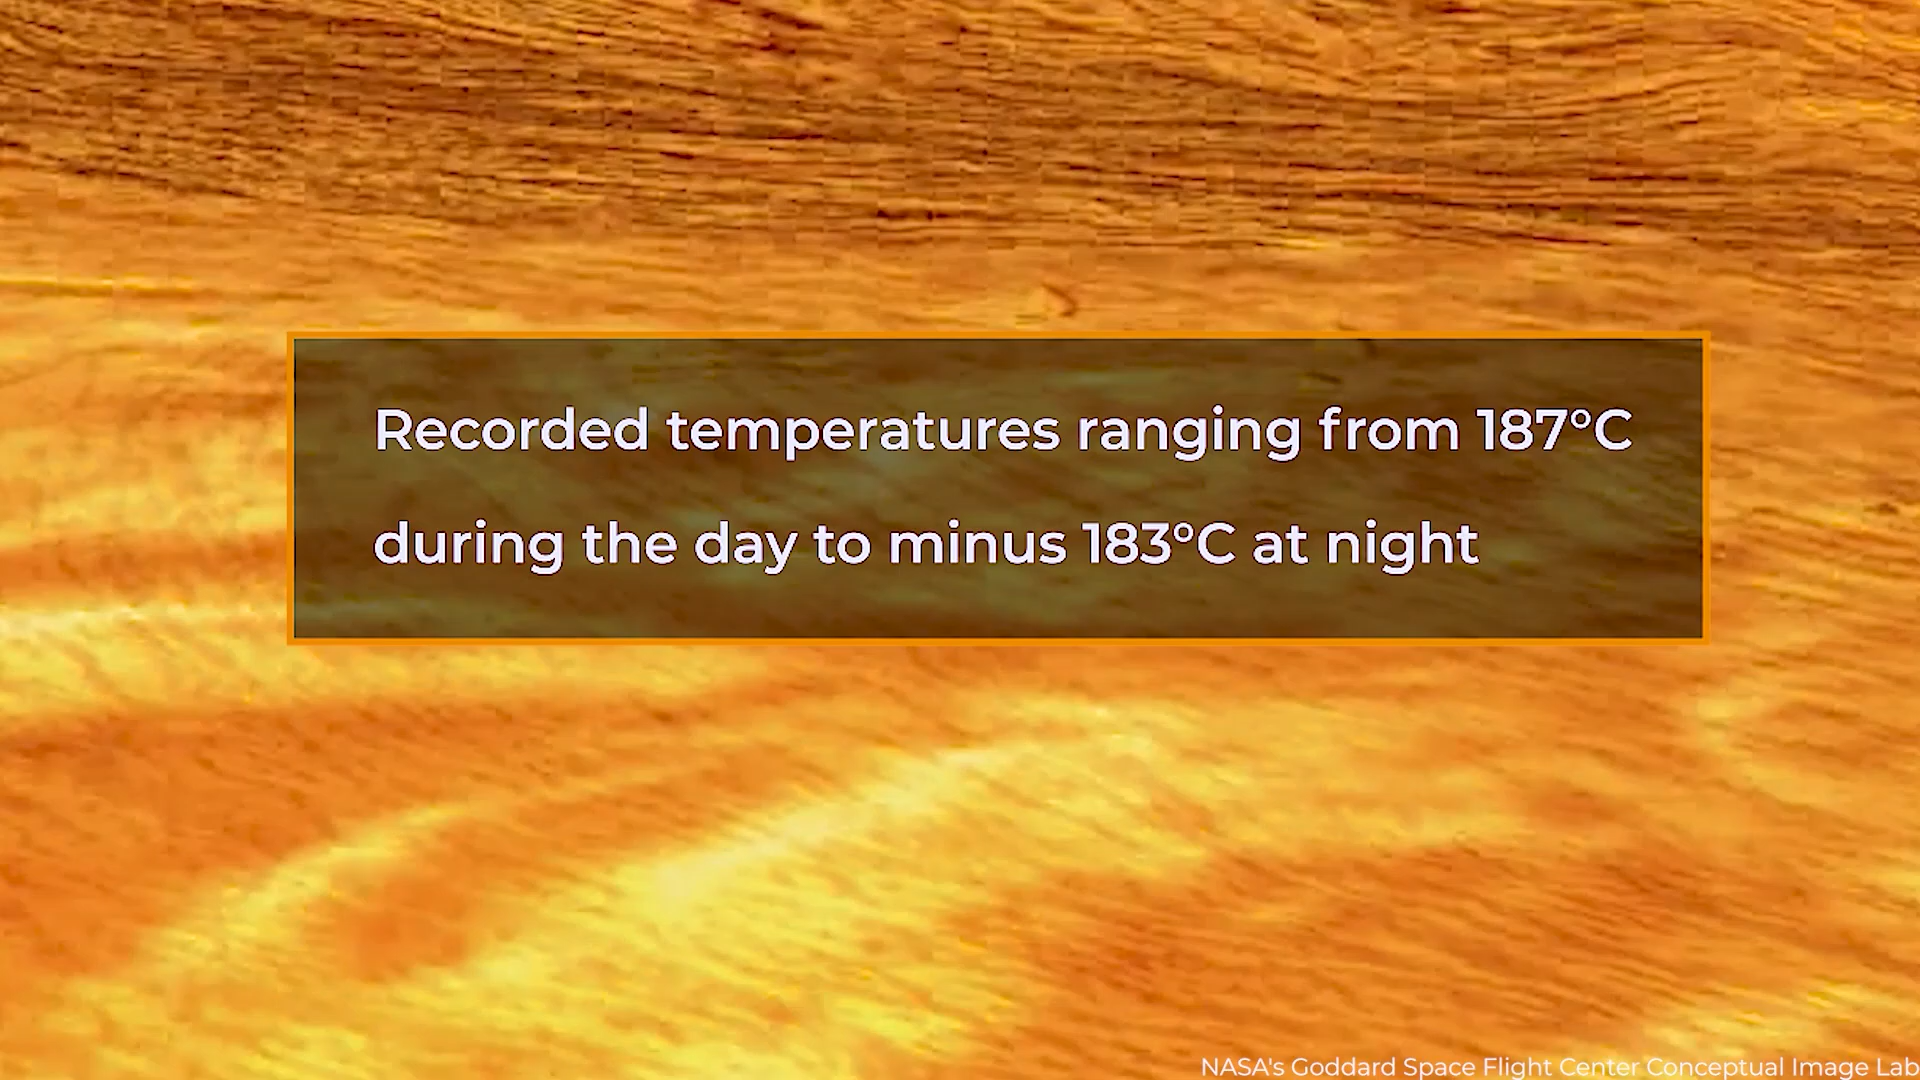 Recorded temperatures ranging from 187°C
during the day to minus 183°C at night
NASA's Goddard Space Flight Center Conceptual Image Lab